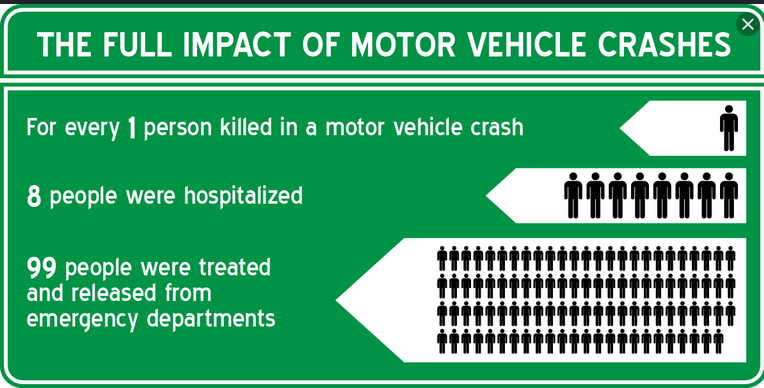 THE FULL IMPACT OF MOTOR VEHICLE CRASHES
For every 1 person killed in a motor vehicle crash
8 people were hospitalized
99 people were treated
and released from
emergency departments